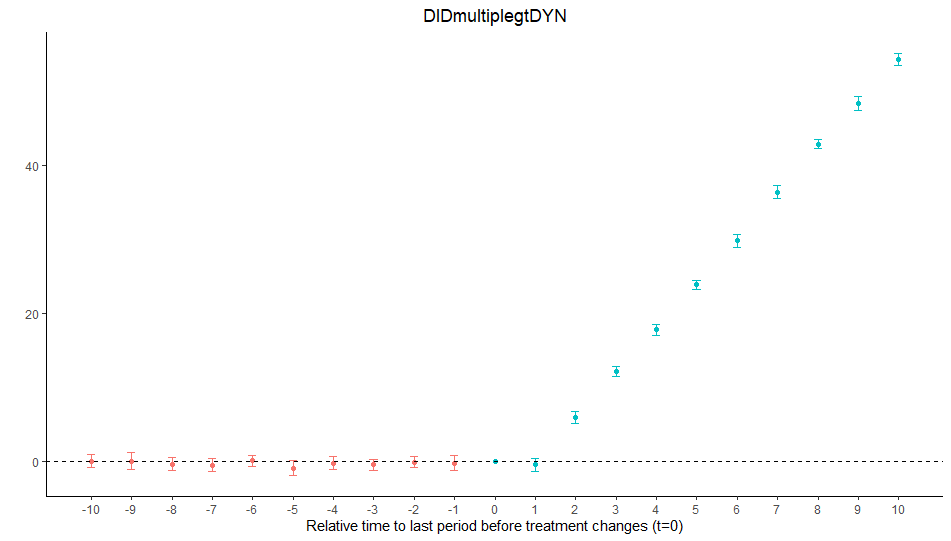 DIDmultiplegtDYN
40
20
0
-10 -9 -8 -7 -6 -5 -4 -3 -2 -1 0 1 2 3 4 5 6 7 8 9 10
Relative time to last period before treatment changes (t=0)